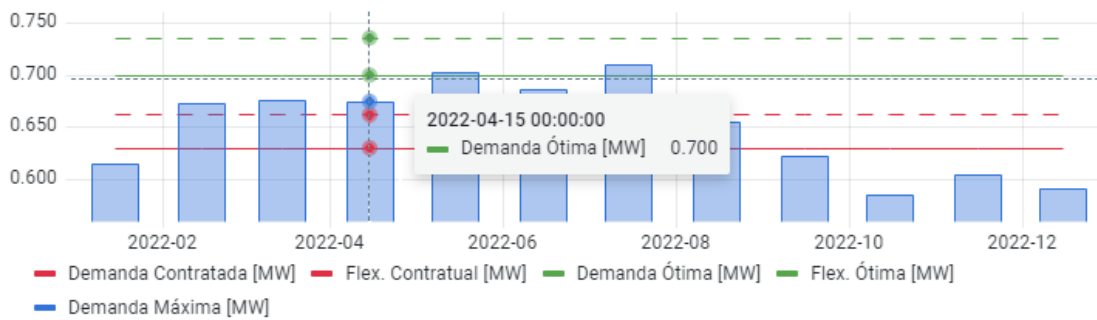 0.750
0.700
0.650
0.600
2022-04-15 00:00:00
Demanda Ótima [MW] 0.700
2022-02 2022-04 2022-06 2022-08 2022-10 2022-12
Demanda Contratada [MW] Flex. Contratual [MW] Demanda Ótima [MW] Flex. Ótima [MW]
Demanda Máxima [MW]